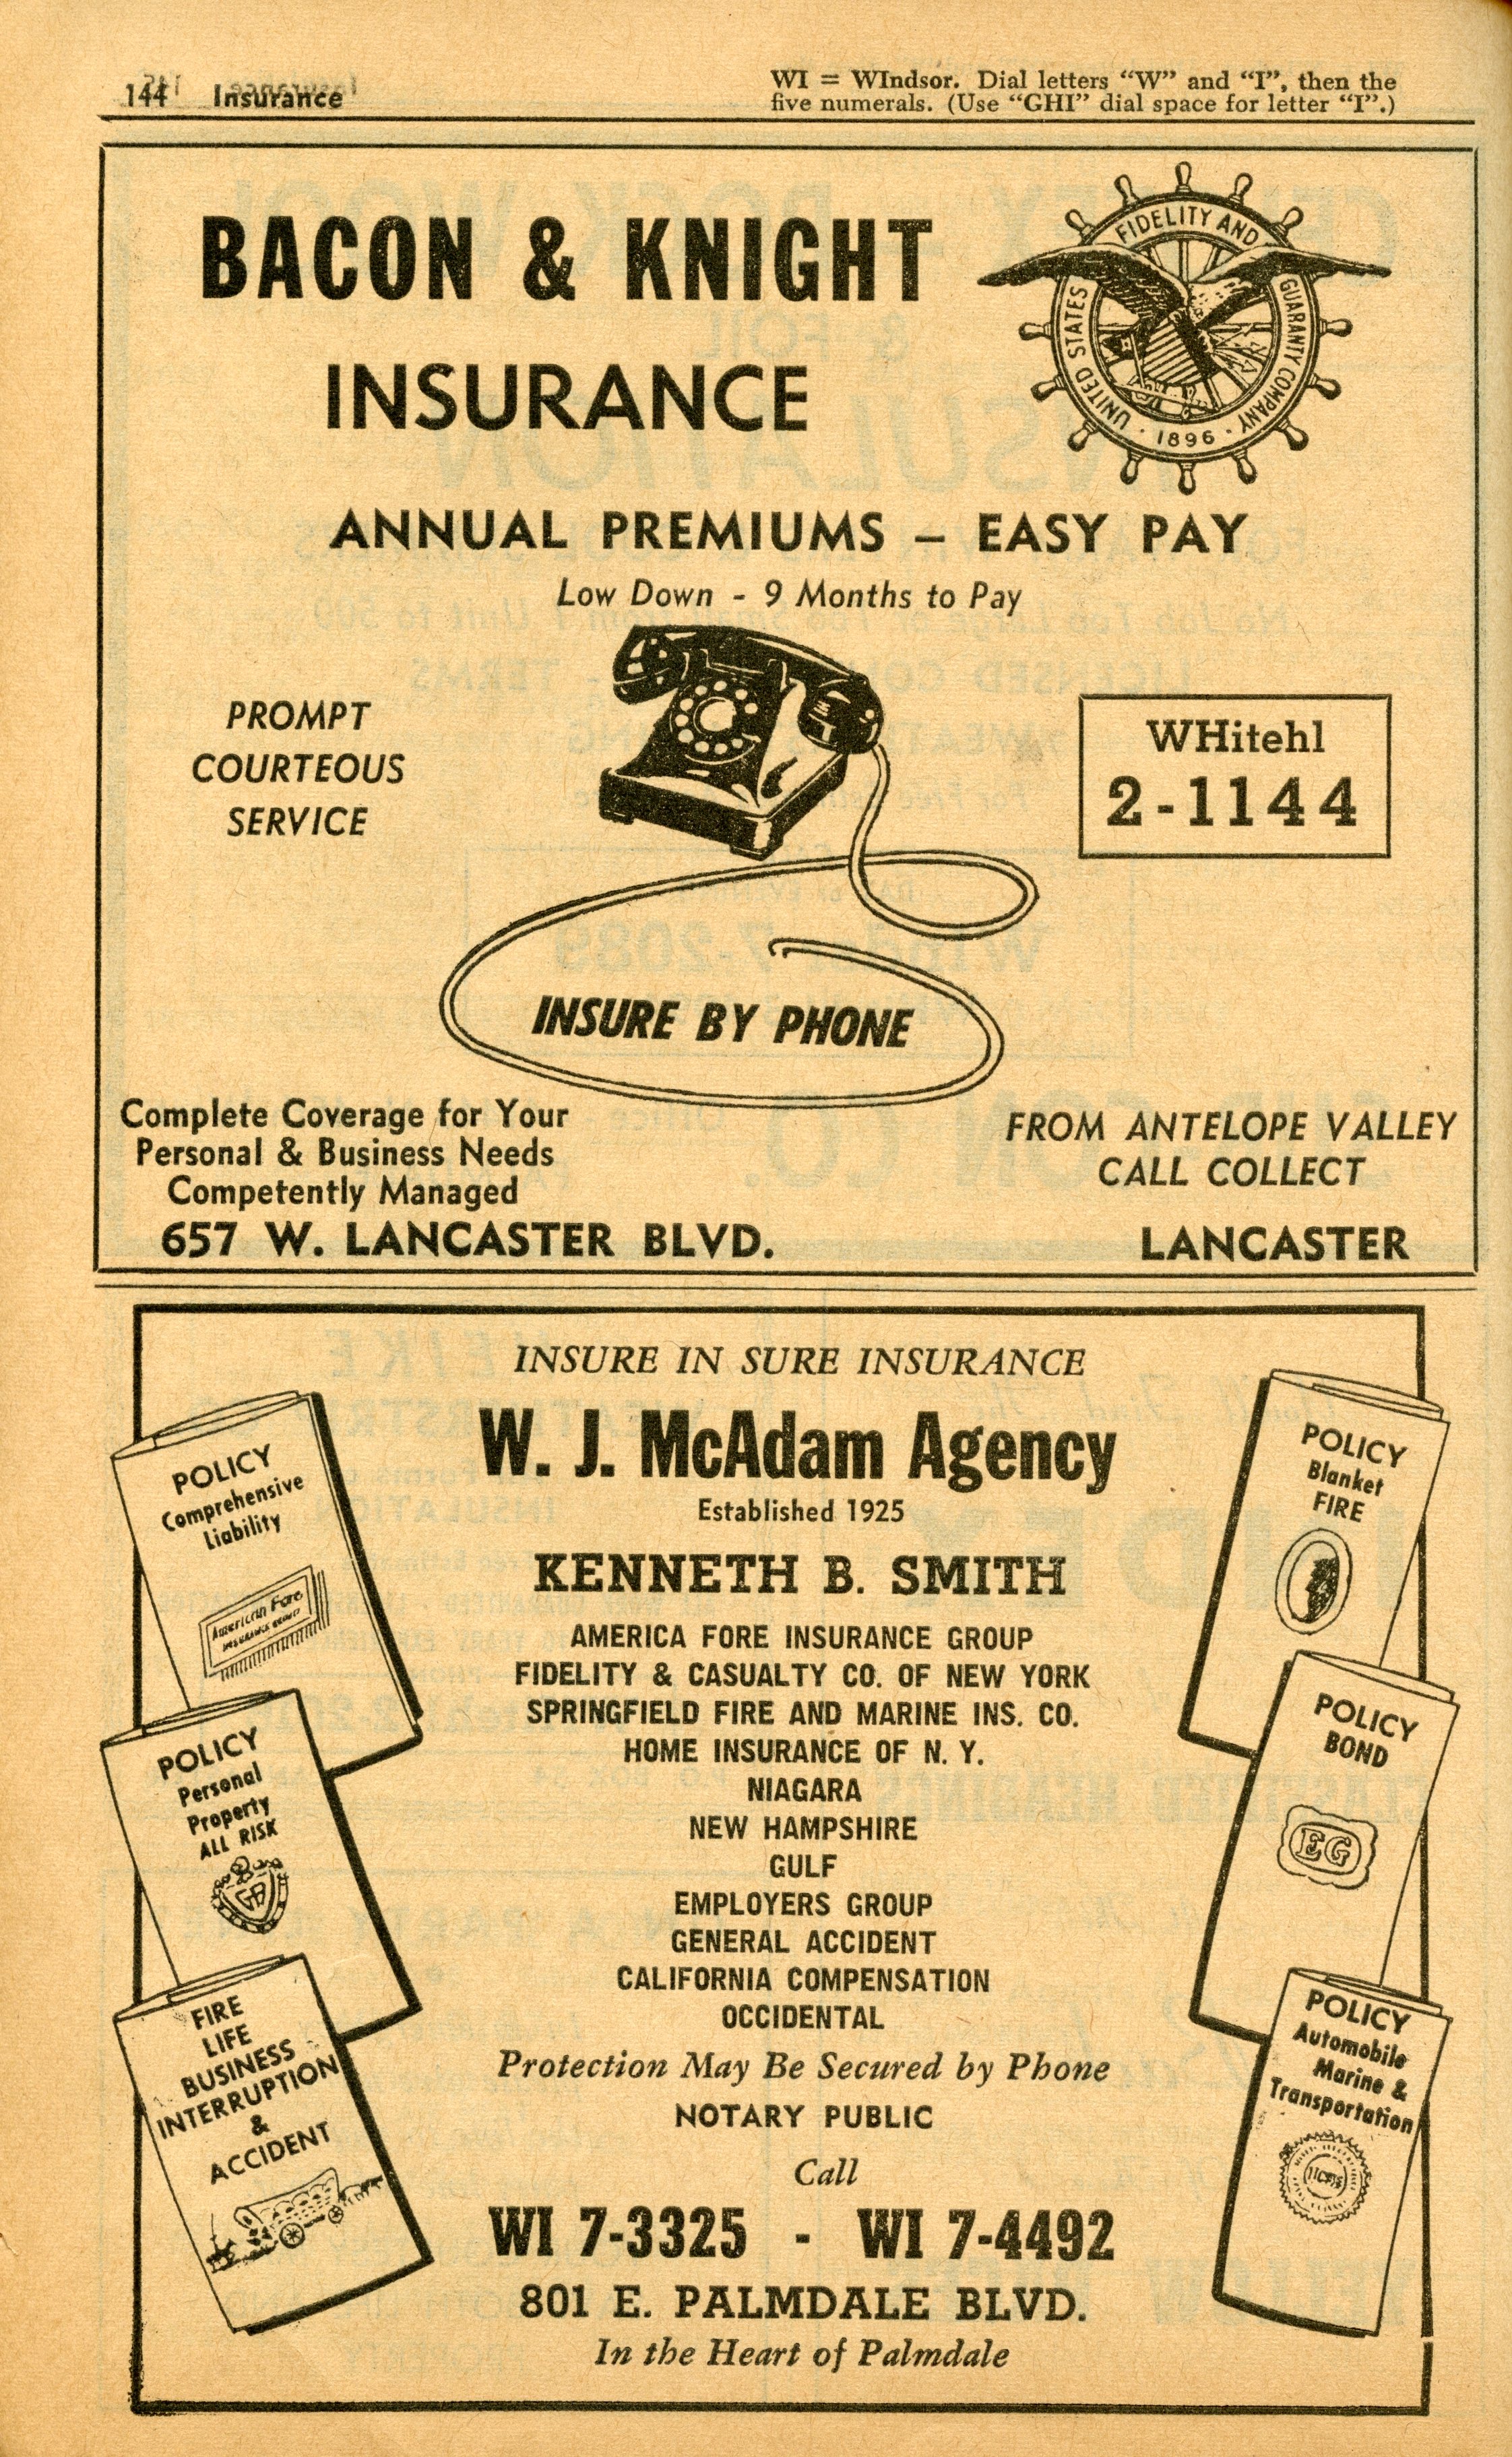 144 Insurance
WI = WIndsor. Dial letters “W” and “I”, then the
five numerals. (Use “GHI” dial space for letter “I”.)
BACON & KNIGHT
INSURANCE
UNITED STATES FIDELITY AND GUARANTY COMPANY
· 1896 ·
ANNUAL PREMIUMS – EASY PAY
Low Down - 9 Months to Pay
PROMPT
COURTEOUS
SERVICE
WHitehl
2-1144
INSURE BY PHONE
Complete Coverage for Your
Personal & Business Needs
Competently Managed
FROM ANTELOPE VALLEY
CALL COLLECT
657 W. LANCASTER BLVD.
LANCASTER
INSURE IN SURE INSURANCE
W. J. McAdam Agency
Established 1925
KENNETH B. SMITH
AMERICA FORE INSURANCE GROUP
FIDELITY & CASUALTY CO. OF NEW YORK
SPRINGFIELD FIRE AND MARINE INS. CO.
HOME INSURANCE OF N. Y.
NIAGARA
NEW HAMPSHIRE
GULF
EMPLOYERS GROUP
GENERAL ACCIDENT
CALIFORNIA COMPENSATION
OCCIDENTAL
Protection May Be Secured by Phone
NOTARY PUBLIC
Call
WI 7-3325 - WI 7-4492
801 E. PALMDALE BLVD.
In the Heart of Palmdale
POLICY
Comprehensive
Liability
American Fore
INSURANCE GROUP
POLICY
Personal
Property
ALL RISK
GA
FIRE
LIFE
BUSINESS
INTERRUPTION
&
ACCIDENT
POLICY
Blanket
FIRE
POLICY
BOND
EG
POLICY
Automobile
Marine &
Transportation